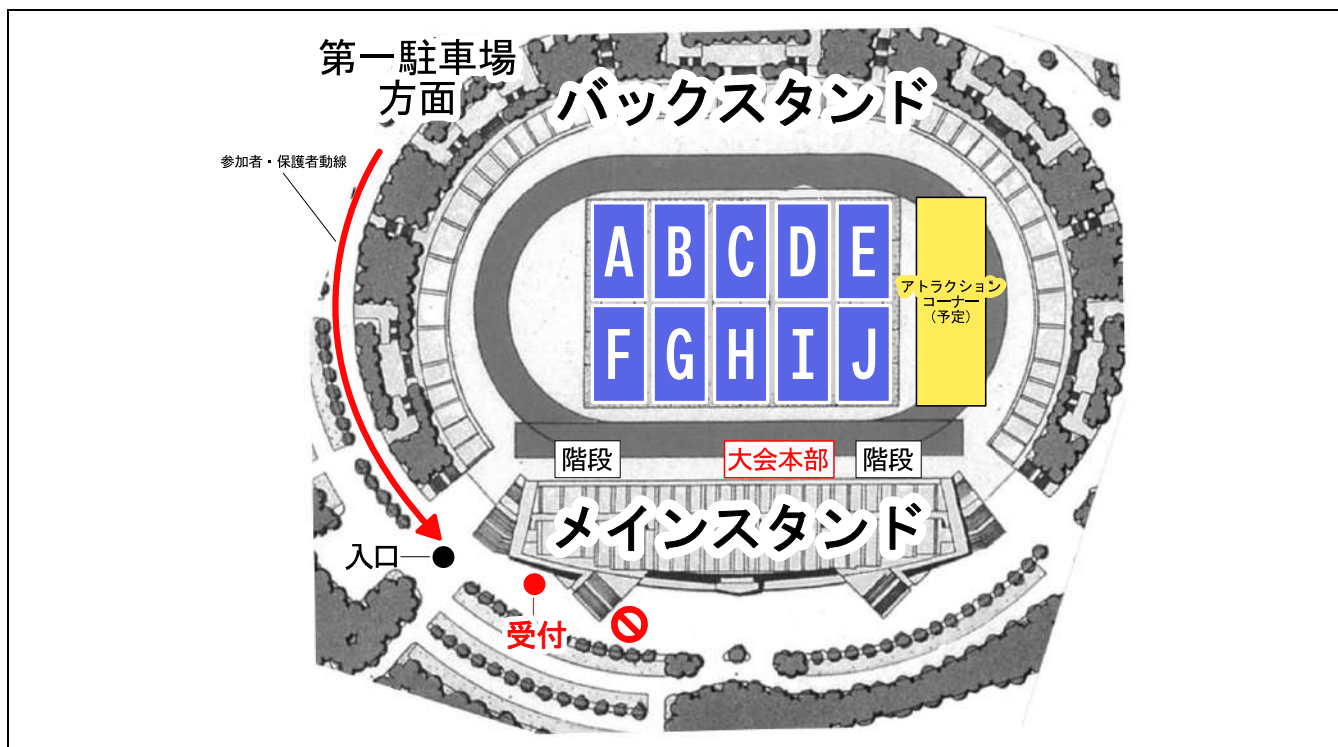 第一駐車場
方面
バックスタンド
参加者・保護者動線
A B C D E
F G H I J
アトラクション
コーナー
（予定）
階段
大会本部
階段
メインスタンド
入口
受付